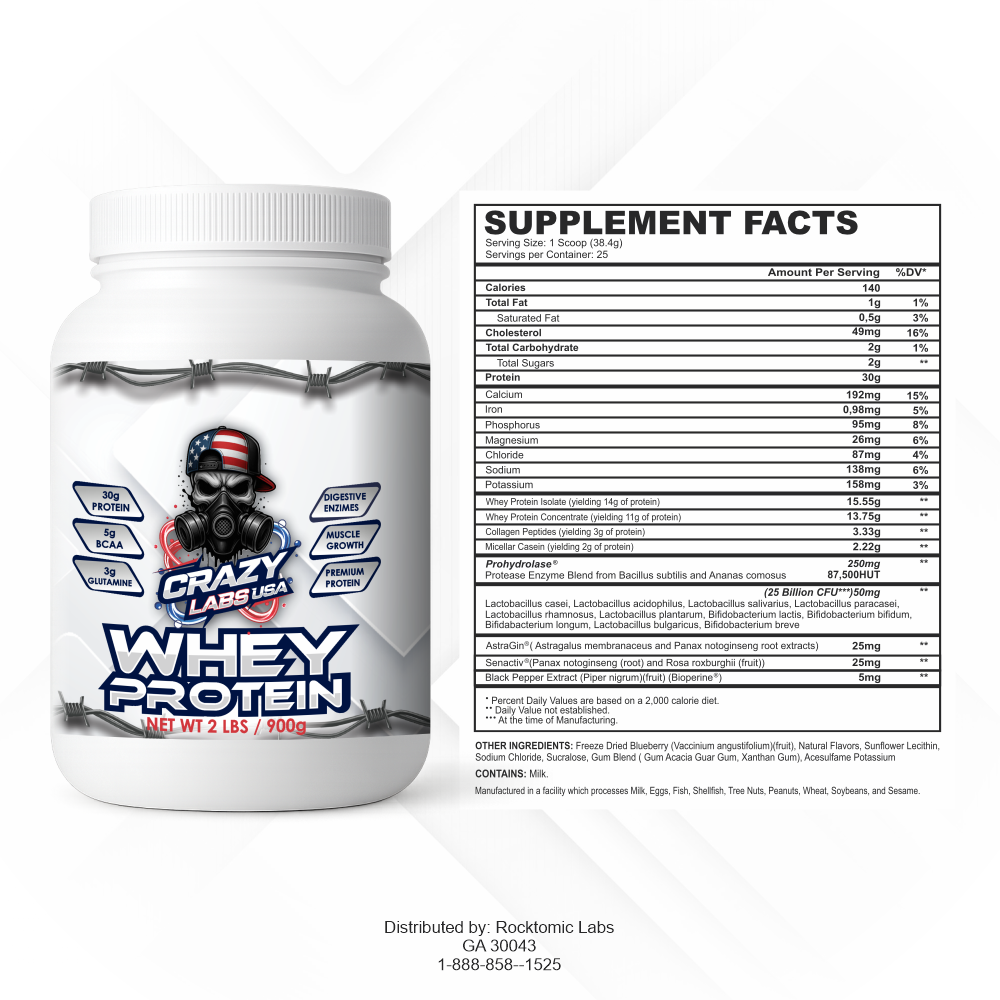 30g
PROTEIN
5g
BCAA
3g
GLUTAMINE
DIGESTIVE
ENZIMES
MUSCLE
GROWTH
PREMIUM
PROTEIN
CRAZY
LABS USA
WHEY
PROTEIN
NET WT 2 LBS / 900g
SUPPLEMENT FACTS
Serving Size: 1 Scoop (38.4g)
Servings per Container: 25
Amount Per Serving %DV*
Calories 140
Total Fat 1g 1%
Saturated Fat 0,5g 3%
Cholesterol 49mg 16%
Total Carbohydrate 2g 1%
Total Sugars 2g **
Protein 30g
Calcium 192mg 15%
Iron 0,98mg 5%
Phosphorus 95mg 8%
Magnesium 26mg 6%
Chloride 87mg 4%
Sodium 138mg 6%
Potassium 158mg 3%
Whey Protein Isolate (yielding 14g of protein) 15.55g **
Whey Protein Concentrate (yielding 11g of protein) 13.75g **
Collagen Peptides (yielding 3g of protein) 3.33g **
Micellar Casein (yielding 2g of protein) 2.22g **
Prohydrolase® 250mg **
Protease Enzyme Blend from Bacillus subtilis and Ananas comosus 87,500HUT
(25 Billion CFU***)50mg **
Lactobacillus casei, Lactobacillus acidophilus, Lactobacillus salivarius, Lactobacillus paracasei,
Lactobacillus rhamnosus, Lactobacillus plantarum, Bifidobacterium lactis, Bifidobacterium bifidum,
Bifidabacterium longum, Lactobacillus bulgaricus, Bifidobacterium breve
AstraGin®( Astragalus membranaceus and Panax notoginseng root extracts) 25mg **
Senactiv®(Panax notoginseng (root) and Rosa roxburghii (fruit)) 25mg **
Black Pepper Extract (Piper nigrum)(fruit) (Bioperine®) 5mg **
* Percent Daily Values are based on a 2,000 calorie diet.
** Daily Value not established.
*** At the time of Manufacturing.
OTHER INGREDIENTS: Freeze Dried Blueberry (Vaccinium angustifolium)(fruit), Natural Flavors, Sunflower Lecithin,
Sodium Chloride, Sucralose, Gum Blend ( Gum Acacia Guar Gum, Xanthan Gum), Acesulfame Potassium
CONTAINS: Milk.
Manufactured in a facility which processes Milk, Eggs, Fish, Shellfish, Tree Nuts, Peanuts, Wheat, Soybeans, and Sesame.
Distributed by: Rocktomic Labs
GA 30043
1-888-858--1525